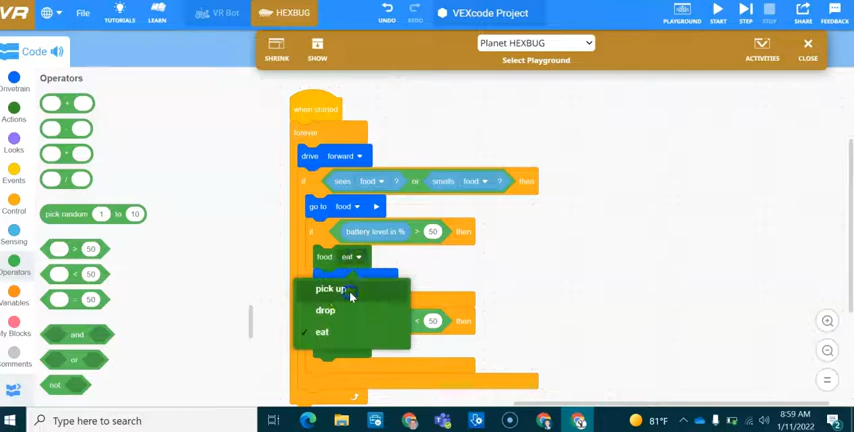 VR
File
TUTORIALS
LEARN
VR Bot
HEXBUG
UNDO
REDO
VEXcode Project
PLAYGROUND
START
STEP
STOP
SHARE
FEEDBACK
Code
SHRINK
SHOW
Planet HEXBUG
Select Playground
ACTIVITIES
CLOSE
Drivetrain
Actions
Looks
Events
Control
Sensing
Operators
Variables
My Blocks
Comments
Operators
+
-
*
/
pick random 1 to 10
> 50
< 50
= 50
and
or
not
when started
forever
drive forward
if sees food ? or smells food ? then
go to food
if battery level in % > 50 then
food eat
pick up
drop
✓ eat
< 50 then
Type here to search
81°F
8:59 AM
1/11/2022
2